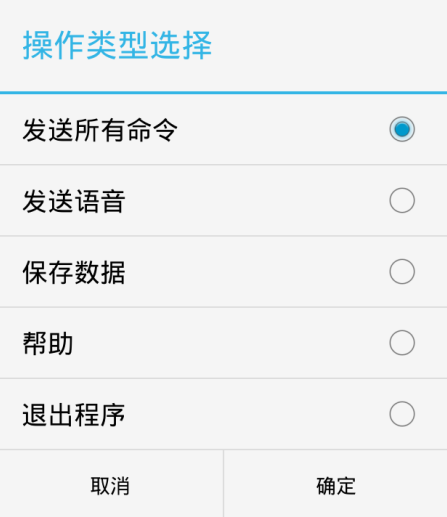 操作类型选择
发送所有命令
发送语音
保存数据
帮助
退出程序
取消
确定